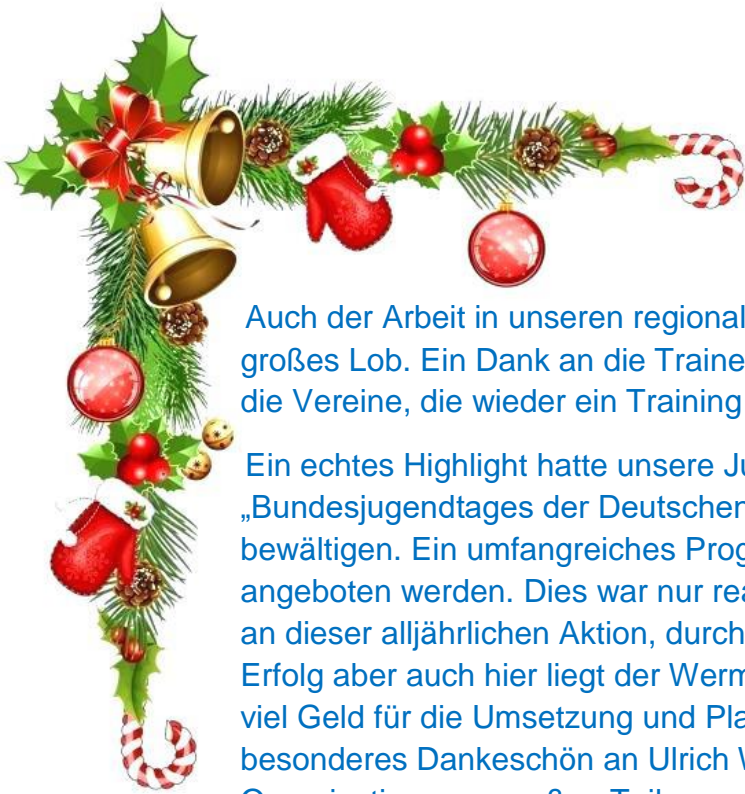 Auch der Arbeit in unseren regional
großes Lob. Ein Dank an die Traine
die Vereine, die wieder ein Training
Ein echtes Highlight hatte unsere Ju
„Bundesjugendtages der Deutschen
bewältigen. Ein umfangreiches Prog
angeboten werden. Dies war nur rea
an dieser alljährlichen Aktion, durch
Erfolg aber auch hier liegt der Werm
viel Geld für die Umsetzung und Pla
besonderes Dankeschön an Ulrich W